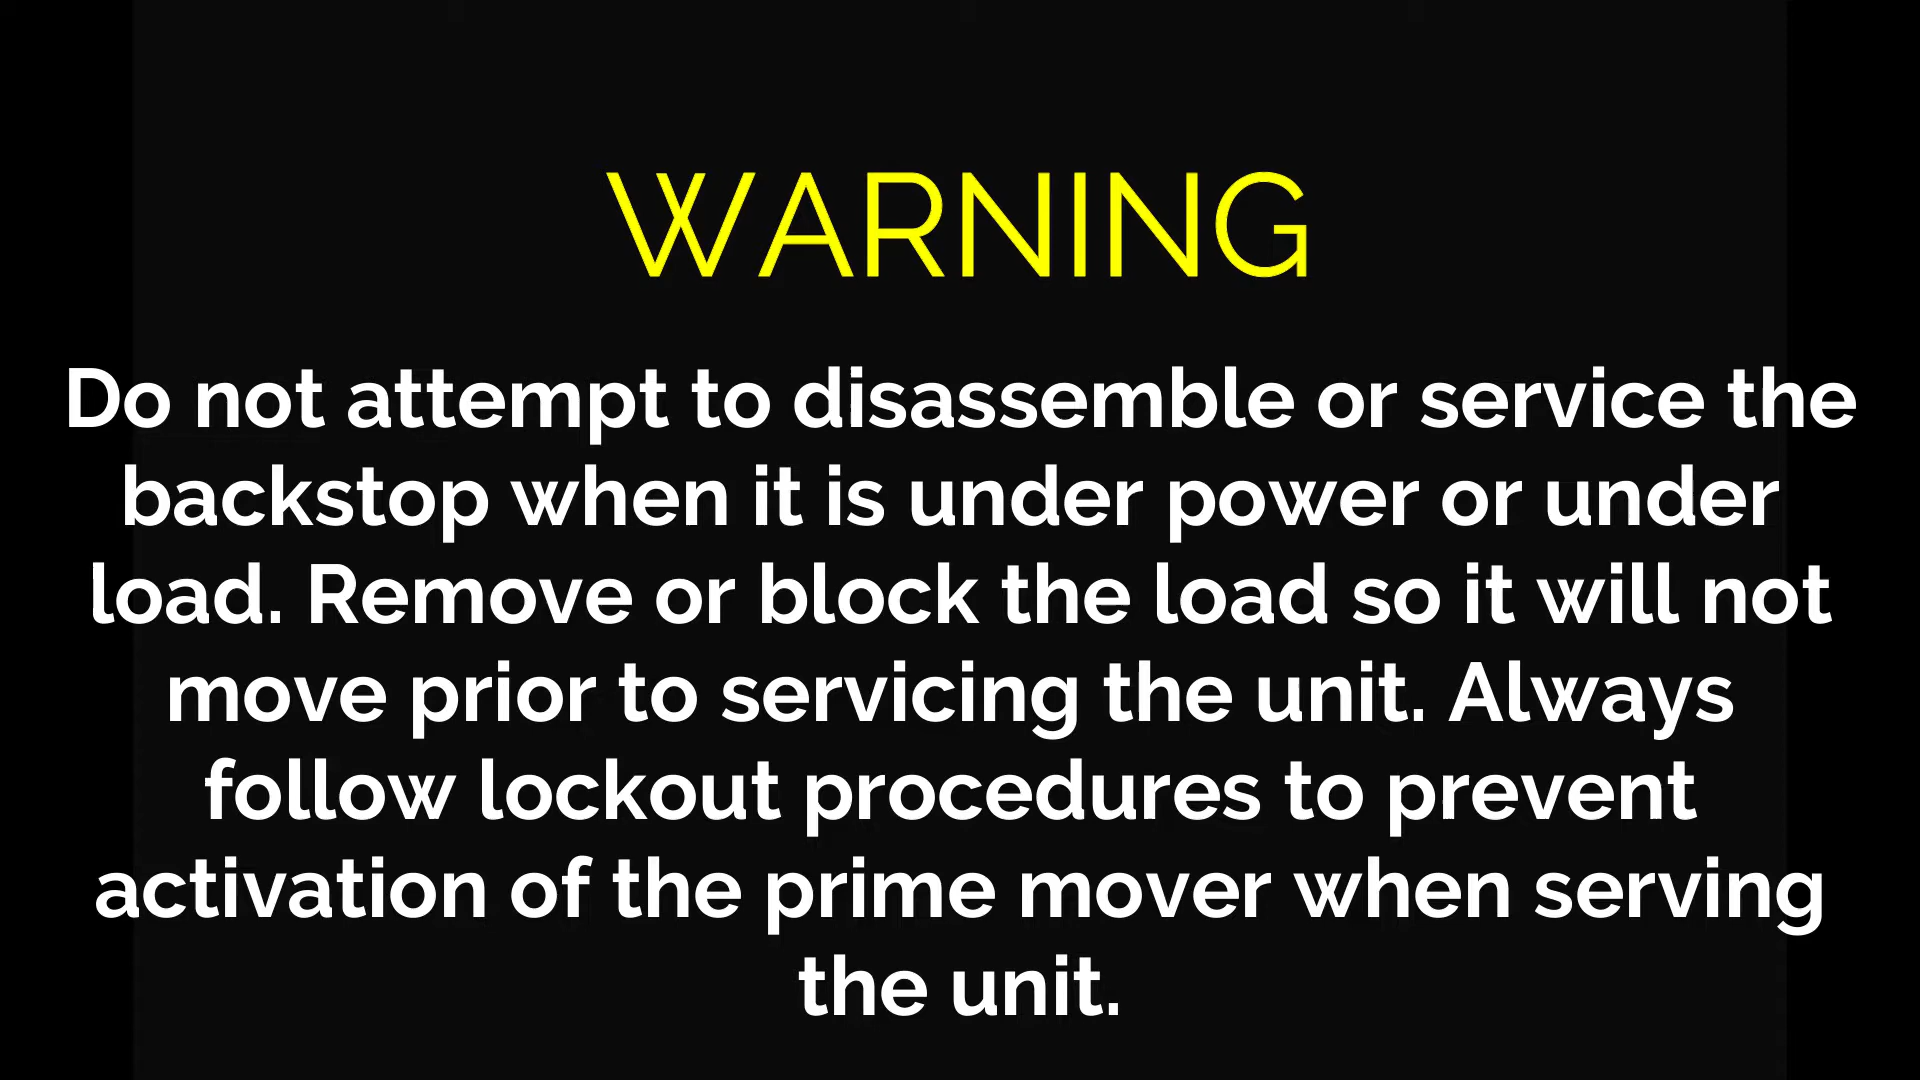 WARNING
Do not attempt to disassemble or service the
backstop when it is under power or under
load. Remove or block the load so it will not
move prior to servicing the unit. Always
follow lockout procedures to prevent
activation of the prime mover when serving
the unit.